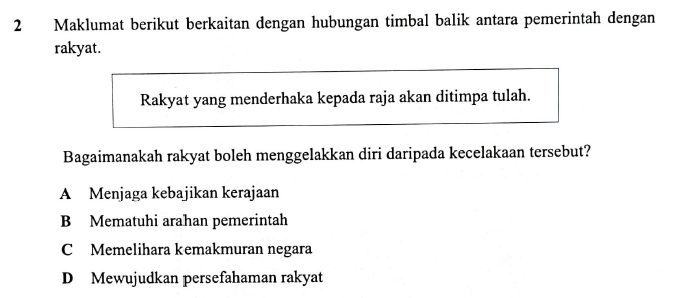 2 Maklumat berikut berkaitan dengan hubungan timbal balik antara pemerintah dengan
rakyat.
Rakyat yang menderhaka kepada raja akan ditimpa tulah.
Bagaimanakah rakyat boleh menggelakkan diri daripada kecelakaan tersebut?
A Menjaga kebajikan kerajaan
B Mematuhi arahan pemerintah
C Memelihara kemakmuran negara
D Mewujudkan persefahaman rakyat